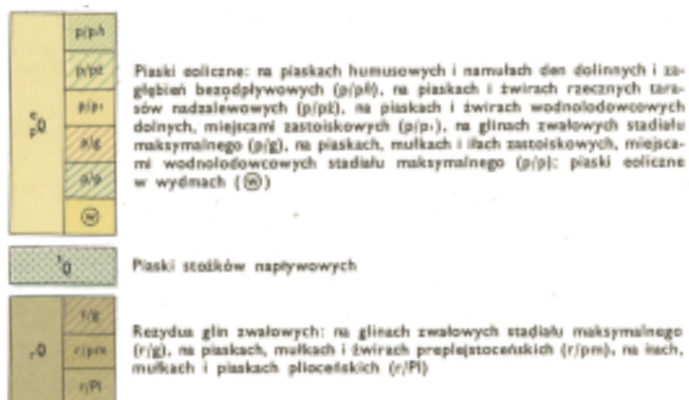 p/ph
p/pż
p/p₁
p/g
p/p
w
Q
Piaski eoliczne: na piaskach humusowych i namułach den dolinnych i za-
głębień bezodpływowych (p/ph), na piaskach i żwirach rzecznych tara-
sów nadzalewowych (p/pż), na piaskach i żwirach wodnolodowcowych
dolnych, miejscami zastoiskowych (p/p₁), na glinach zwałowych stadiału
maksymalnego (p/g), na piaskach, mułkach i iłach zastoiskowych, miejsca-
mi wodnolodowcowych stadiału maksymalnego (p/p): piaski eoliczne
w wydmach (w)
Q
Piaski stożków napływowych
r/g
rQ
r/pm
r/Pl
Rezydua glin zwałowych: na glinach zwałowych stadiału maksymalnego
(r/g), na piaskach, mułkach i żwirach preplejstoceńskich (r/pm), na iłach,
mułkach i piaskach plioceńskich (r/Pl)